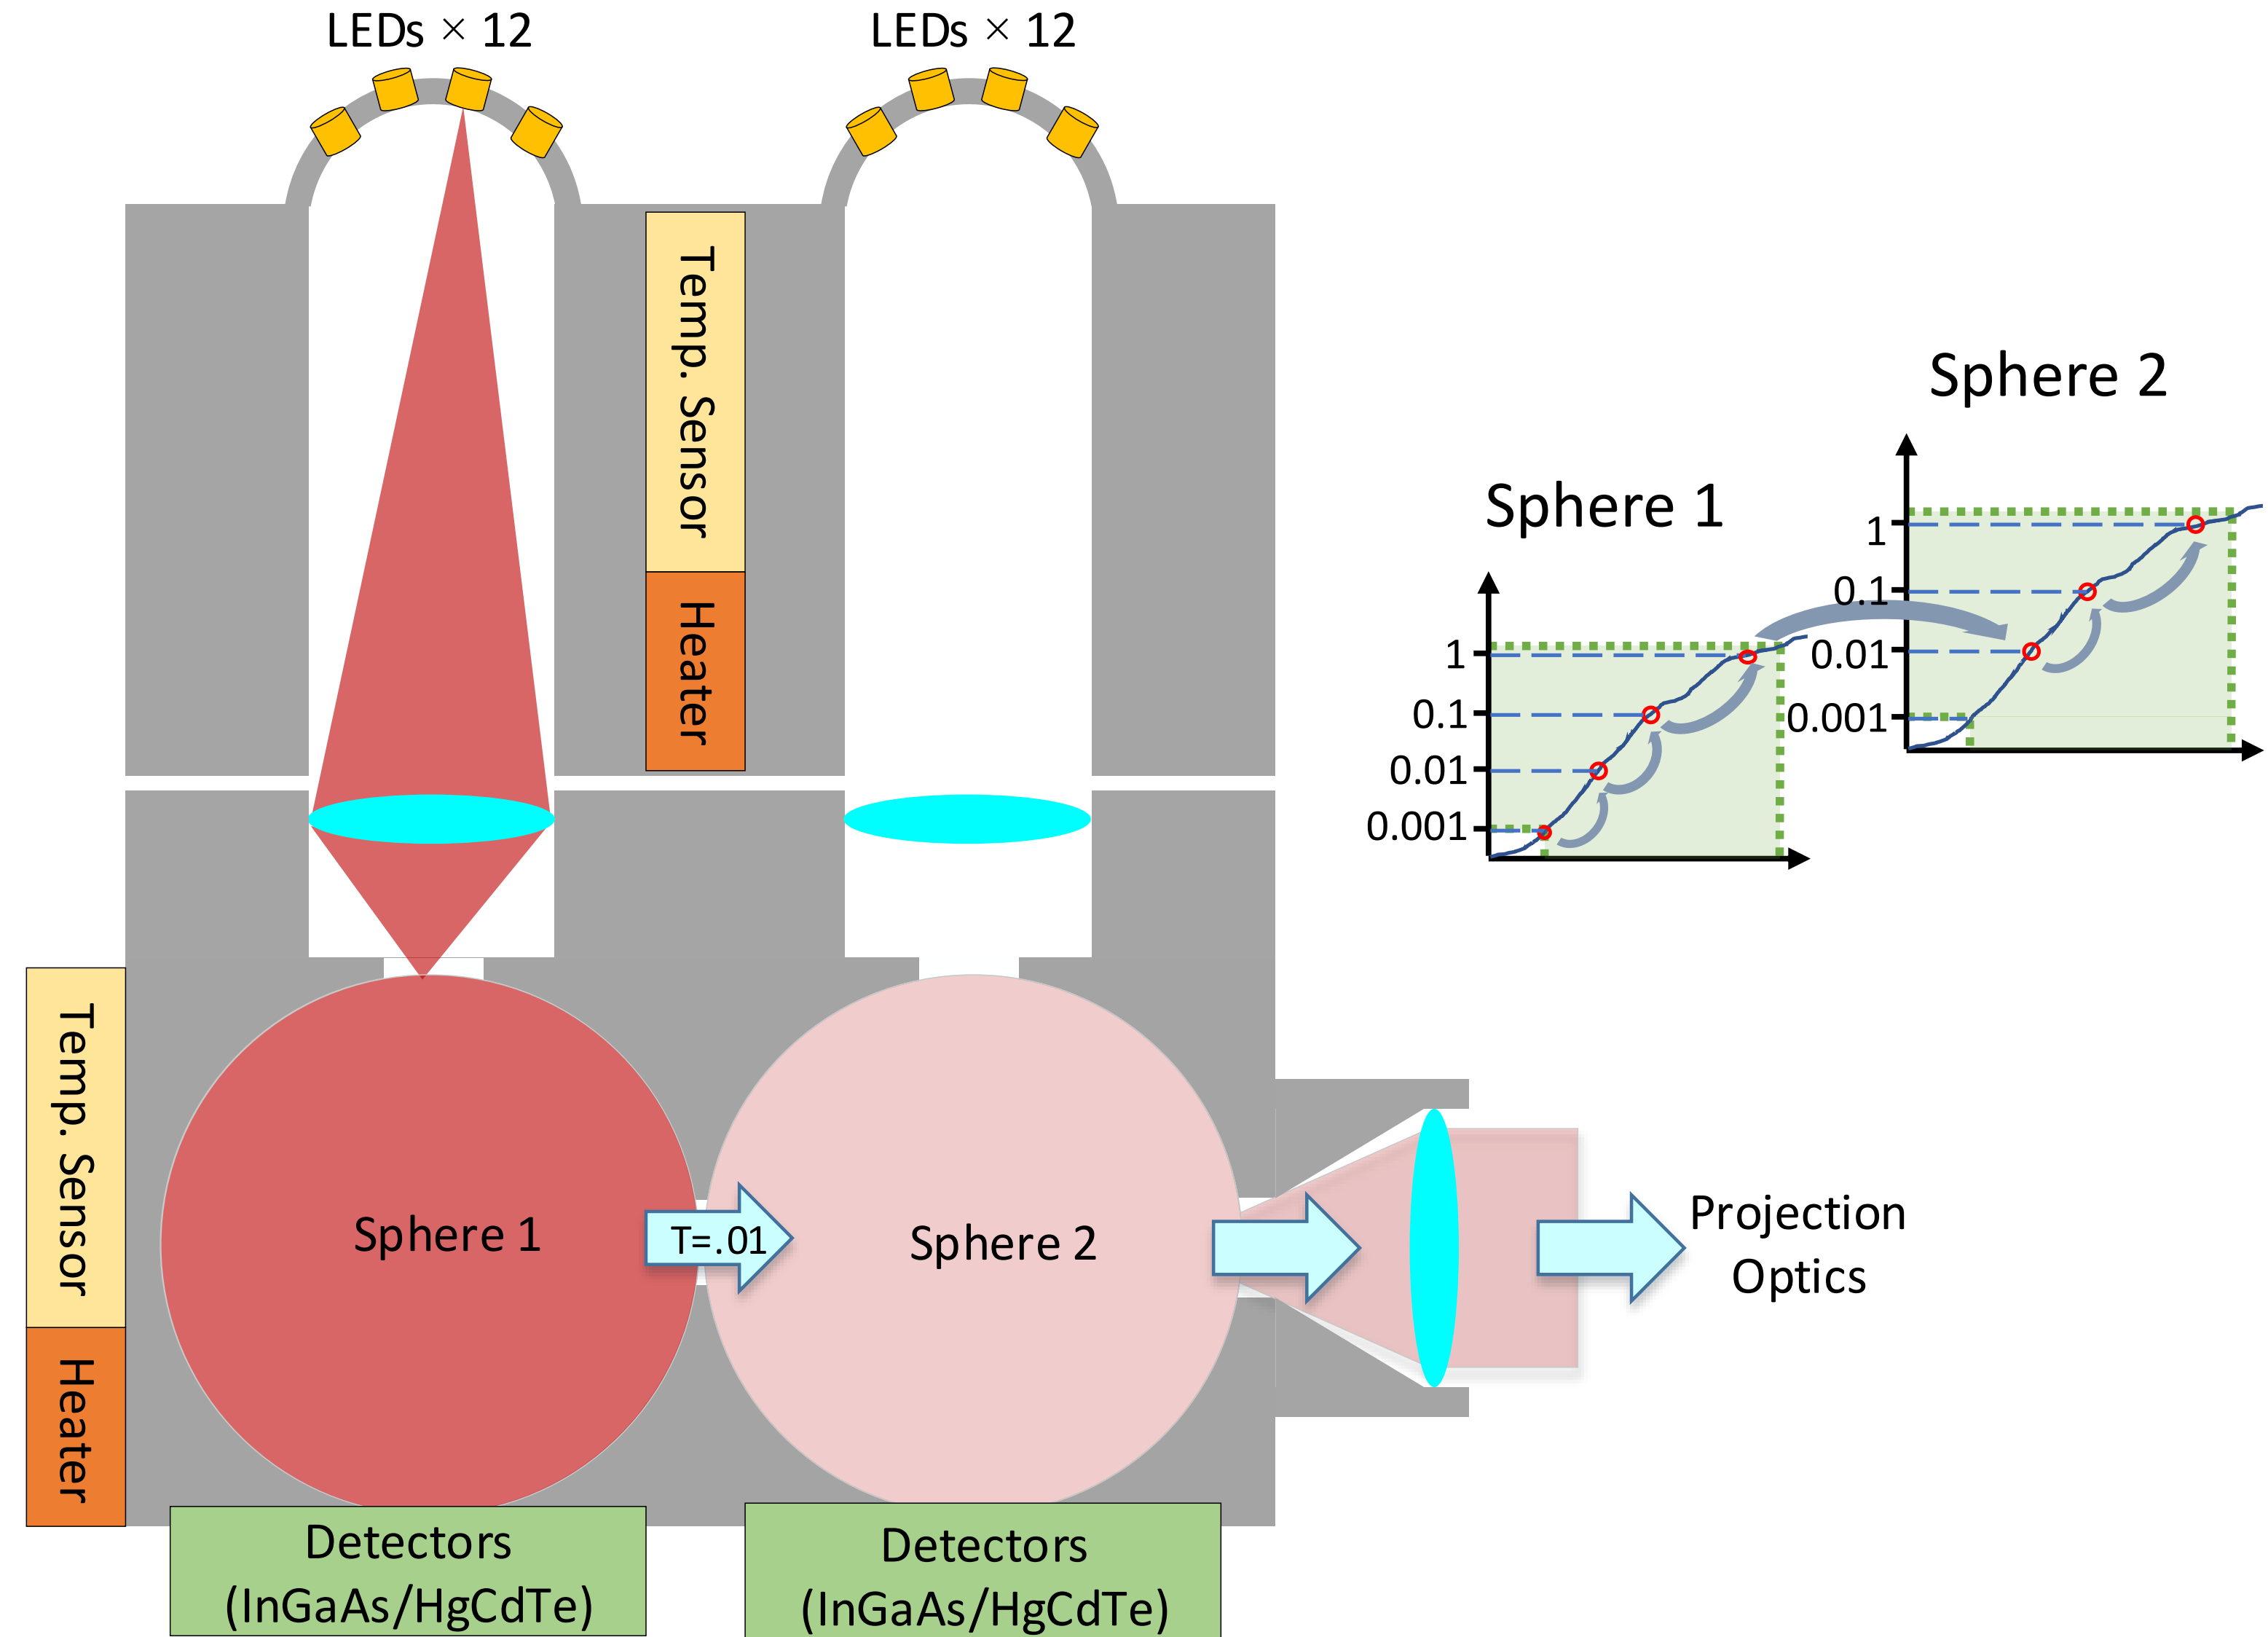 LEDs × 12
LEDs × 12
Temp. Sensor
Heater
Sphere 2
1
0.1
0.01
0.001
Sphere 1
1
0.1
0.01
0.001
Temp. Sensor
Heater
Sphere 1
T=.01
Sphere 2
Projection
Optics
Detectors
(InGaAs/HgCdTe)
Detectors
(InGaAs/HgCdTe)